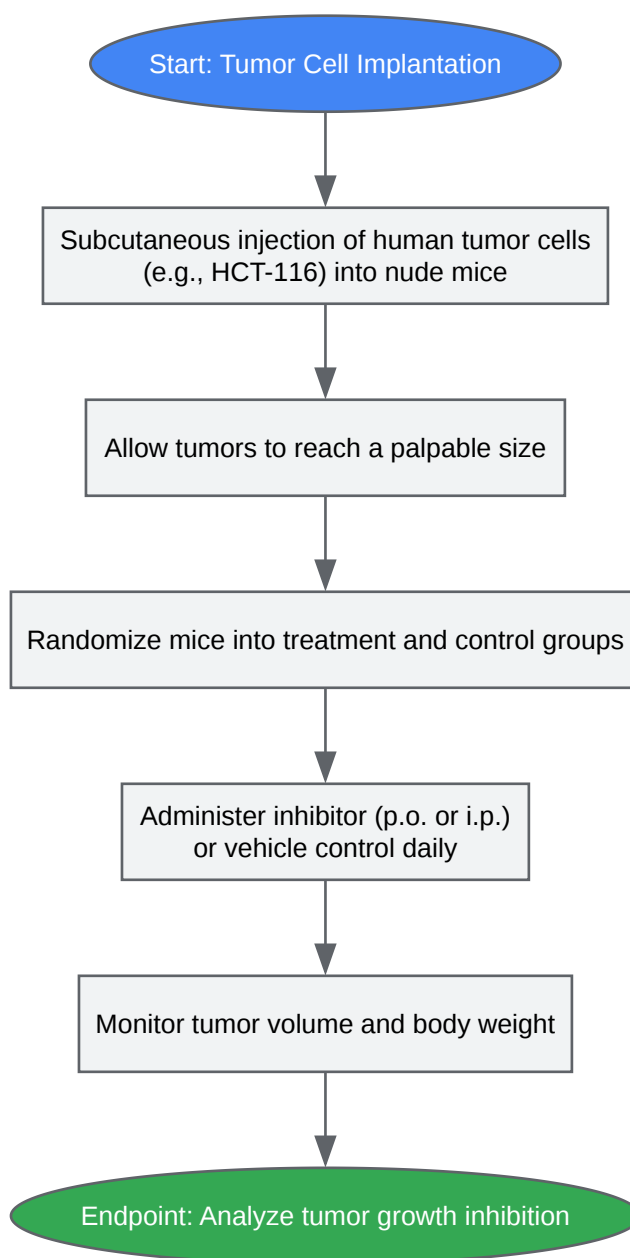 Start: Tumor Cell Implantation
Subcutaneous injection of human tumor cells
(e.g., HCT-116) into nude mice
Allow tumors to reach a palpable size
Randomize mice into treatment and control groups
Administer inhibitor (p.o. or i.p.)
or vehicle control daily
Monitor tumor volume and body weight
Endpoint: Analyze tumor growth inhibition